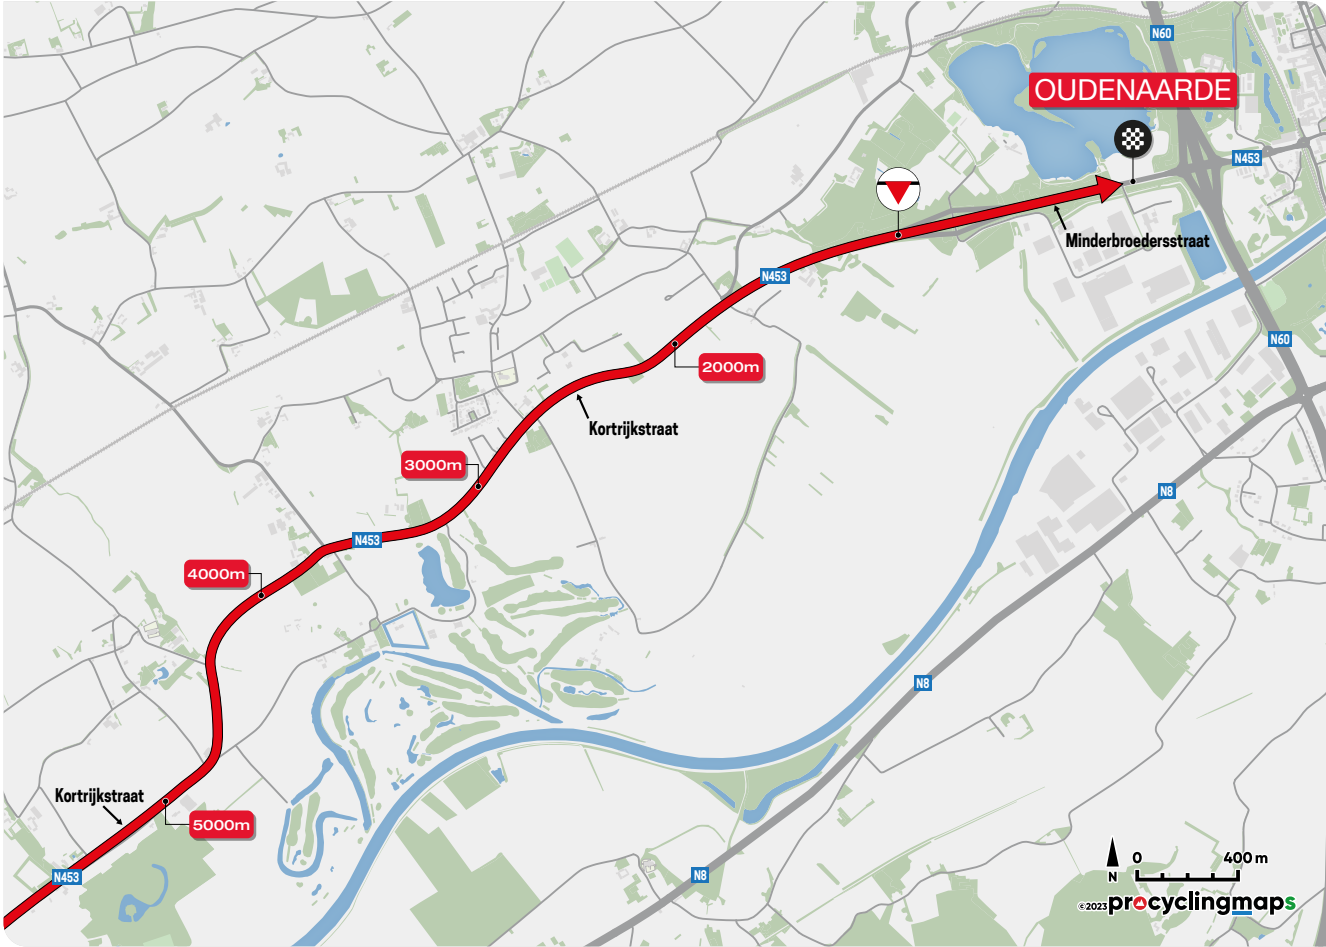 N60
OUDENAARDE
N453
Minderbroedersstraat
N453
N60
2000m
Kortrijkstraat
3000m
N8
N453
4000m
N8
Kortrijkstraat
5000m
N453
N8
0 400 m
N
©2023 procyclingmaps